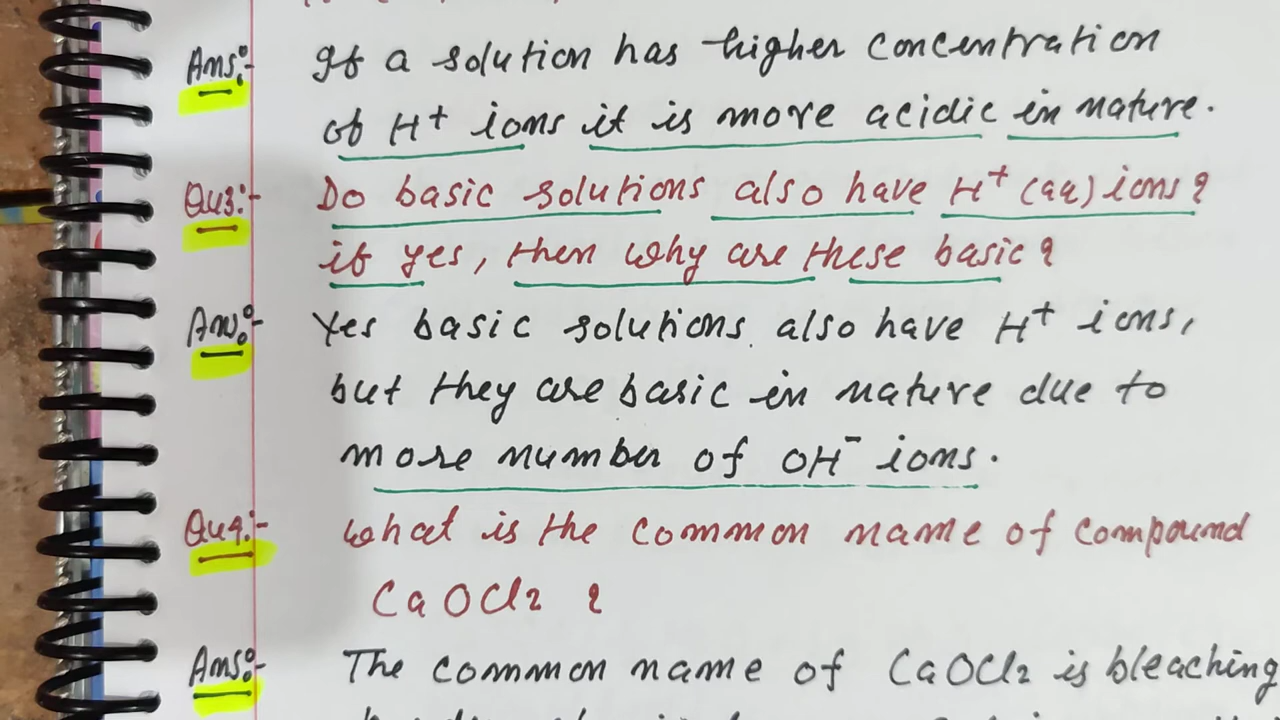 Ans:- If a solution has higher concentration
of H⁺ ions it is more acidic in nature.
Qu3:- Do basic solutions also have H⁺ (aq) ions?
if yes, then why are these basic?
Ans:- Yes basic solutions also have H⁺ ions,
but they are basic in nature due to
more number of OH⁻ ions.
Qu4:- What is the common name of compound
CaOCl2 ?
Ans:- The common name of CaOCl2 is bleaching